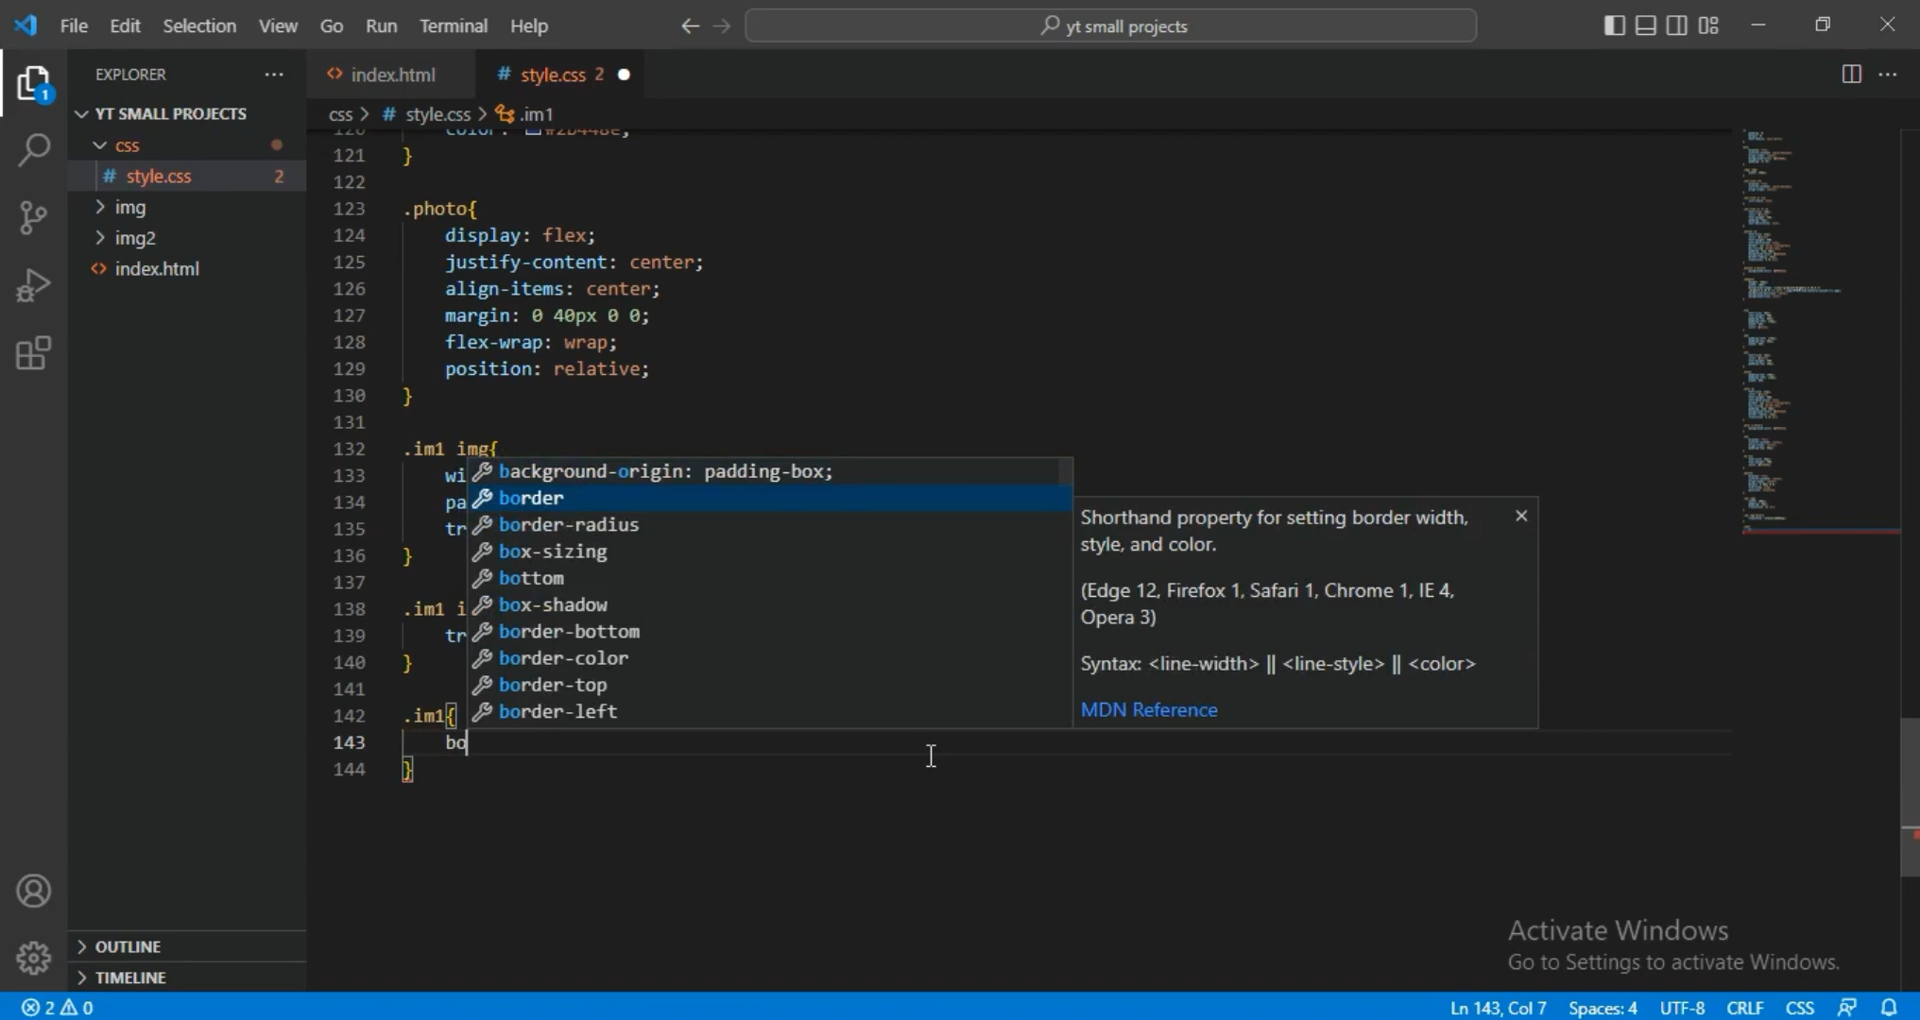 File Edit Selection View Go Run Terminal Help
yt small projects
EXPLORER
index.html
# style.css 2
YT SMALL PROJECTS
css > # style.css > .im1
css
# style.css 2
img
img2
index.html
120 color: #2b448e;
121 }
122
123 .photo{
124 display: flex;
125 justify-content: center;
126 align-items: center;
127 margin: 0 40px 0 0;
128 flex-wrap: wrap;
129 position: relative;
130 }
131
132 .im1 img{
133 wi
134 pa
135 tr
136 }
137
138 .im1 i
139 tr
140 }
141
142 .im1{
143 bo
144 }
background-origin: padding-box;
border
border-radius
box-sizing
bottom
box-shadow
border-bottom
border-color
border-top
border-left
Shorthand property for setting border width,
style, and color.
(Edge 12, Firefox 1, Safari 1, Chrome 1, IE 4,
Opera 3)
Syntax: <line-width> || <line-style> || <color>
MDN Reference
1
OUTLINE
TIMELINE
Activate Windows
Go to Settings to activate Windows.
2 0
Ln 143, Col 7 Spaces: 4 UTF-8 CRLF CSS